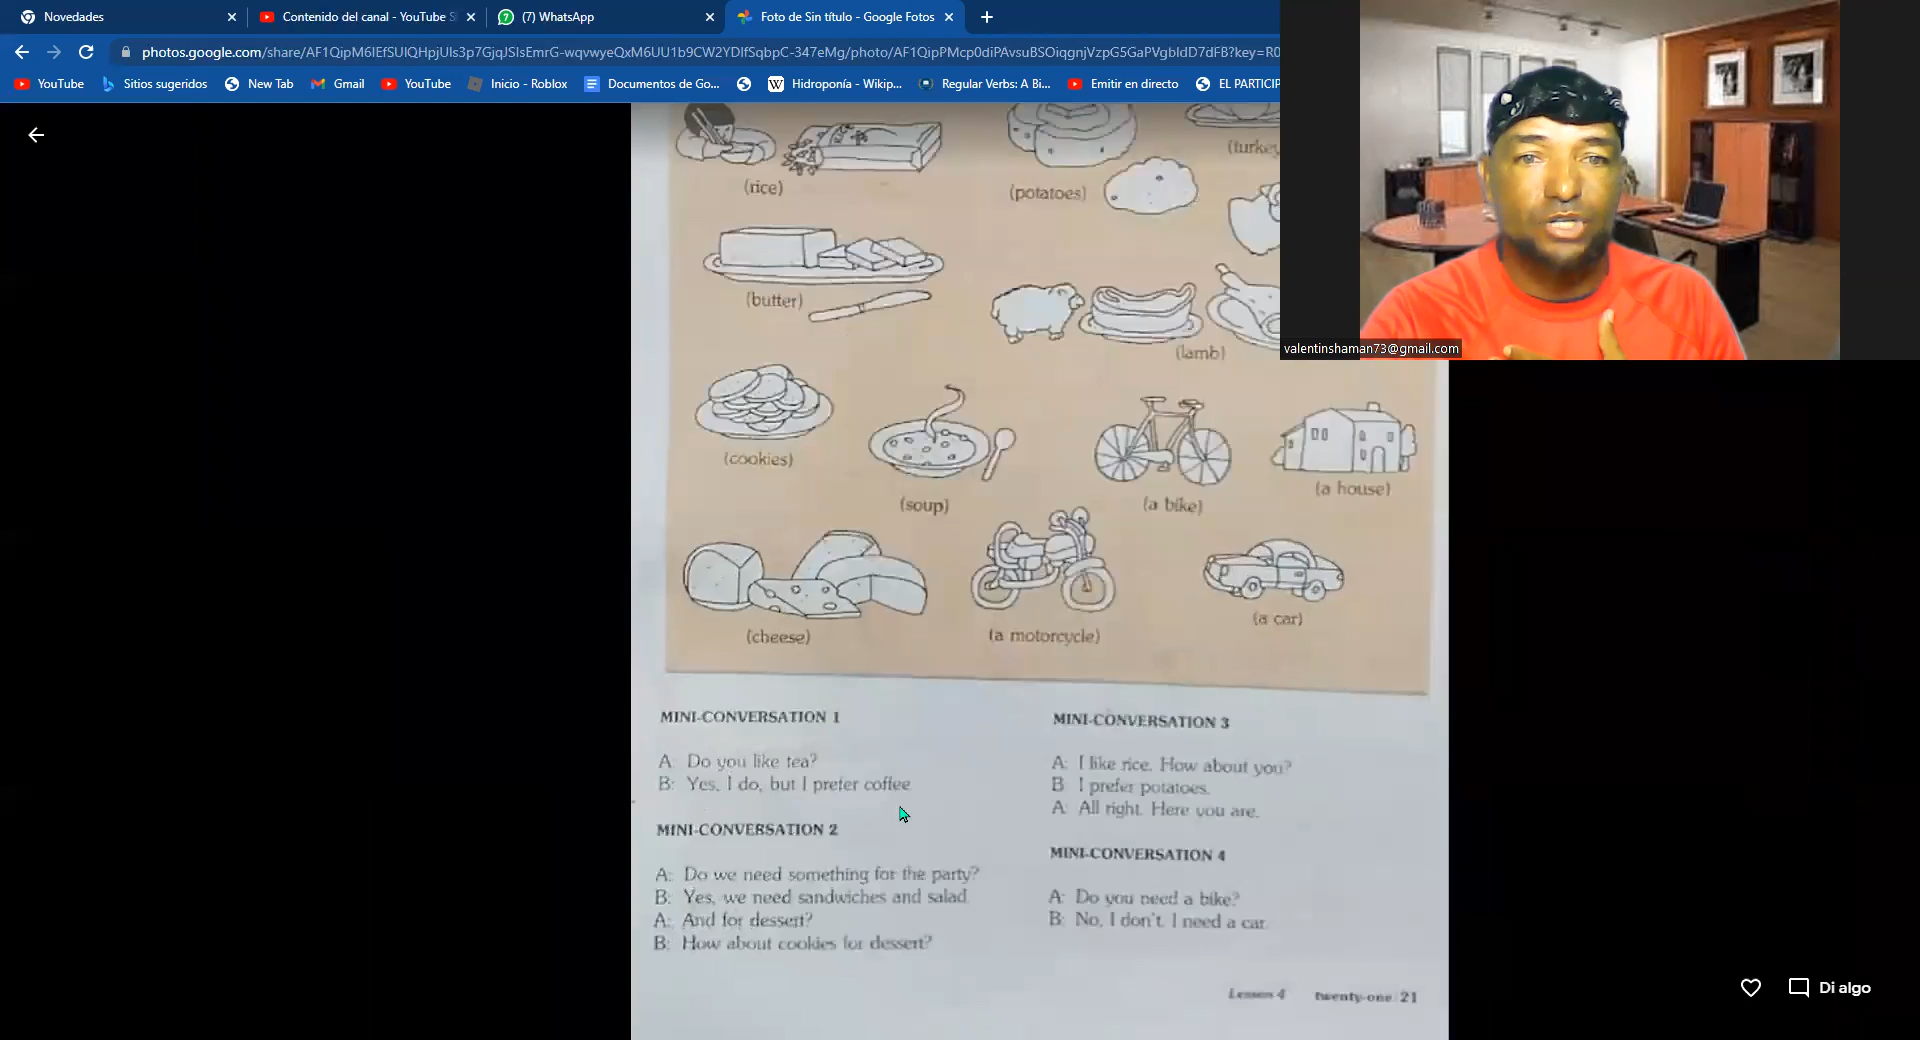 Novedades
Contenido del canal - YouTube S
(7) WhatsApp
Foto de Sin título - Google Fotos
photos.google.com/share/AF1QipM6lEfSUlQHpjUls3p7GjqJSlsEmrG-wqvwyeQxM6UU1b9CW2YDlfSqbpC-347eMg/photo/AF1QipPMcp0diPAvsuBSOiqgnjVzpG5GaPVgbldD7dFB?key=R0
YouTube
Sitios sugeridos
New Tab
Gmail
YouTube
Inicio - Roblox
Documentos de Go...
Hidroponía - Wikip...
Regular Verbs: A Bi...
Emitir en directo
EL PARTICIP
(turkey
(rice)
(potatoes)
(butter)
valentinshaman73@gmail.com
(lamb)
(cookies)
(soup)
(a bike)
(a house)
(cheese)
(a motorcycle)
(a car)
MINI-CONVERSATION 1
A: Do you like tea?
B: Yes, I do, but I prefer coffee
MINI-CONVERSATION 2
A: Do we need something for the party?
B: Yes, we need sandwiches and salad
A: And for dessert?
B: How about cookies for dessert?
MINI-CONVERSATION 3
A: I like rice. How about you?
B I prefer potatoes.
A: All right. Here you are.
MINI-CONVERSATION 4
A: Do you need a bike?
B: No, I don't. I need a car
Lesson 4 twenty-one 21
Di algo